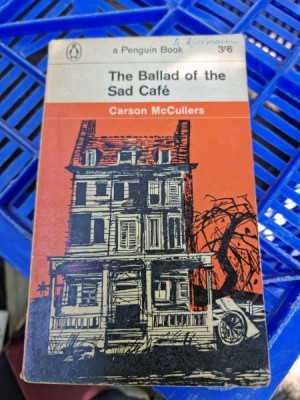 a Penguin Book
3'6
The Ballad of the
Sad Café
Carson McCullers